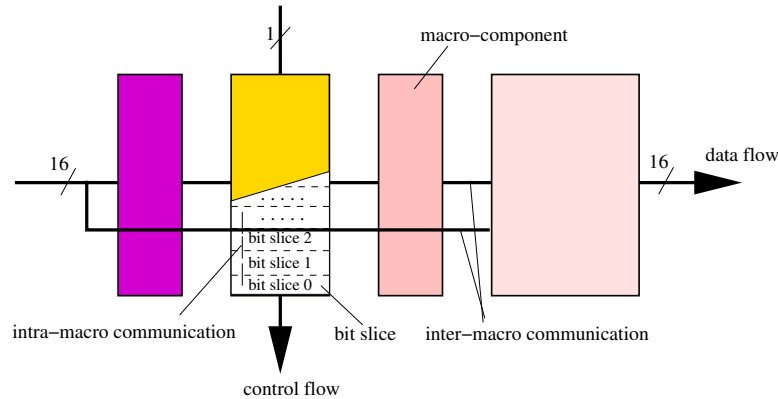 1
macro−component
16
16
data flow
. . . . .
. . . . .
bit slice 2
bit slice 1
bit slice 0
intra−macro communication
bit slice
inter−macro communication
control flow